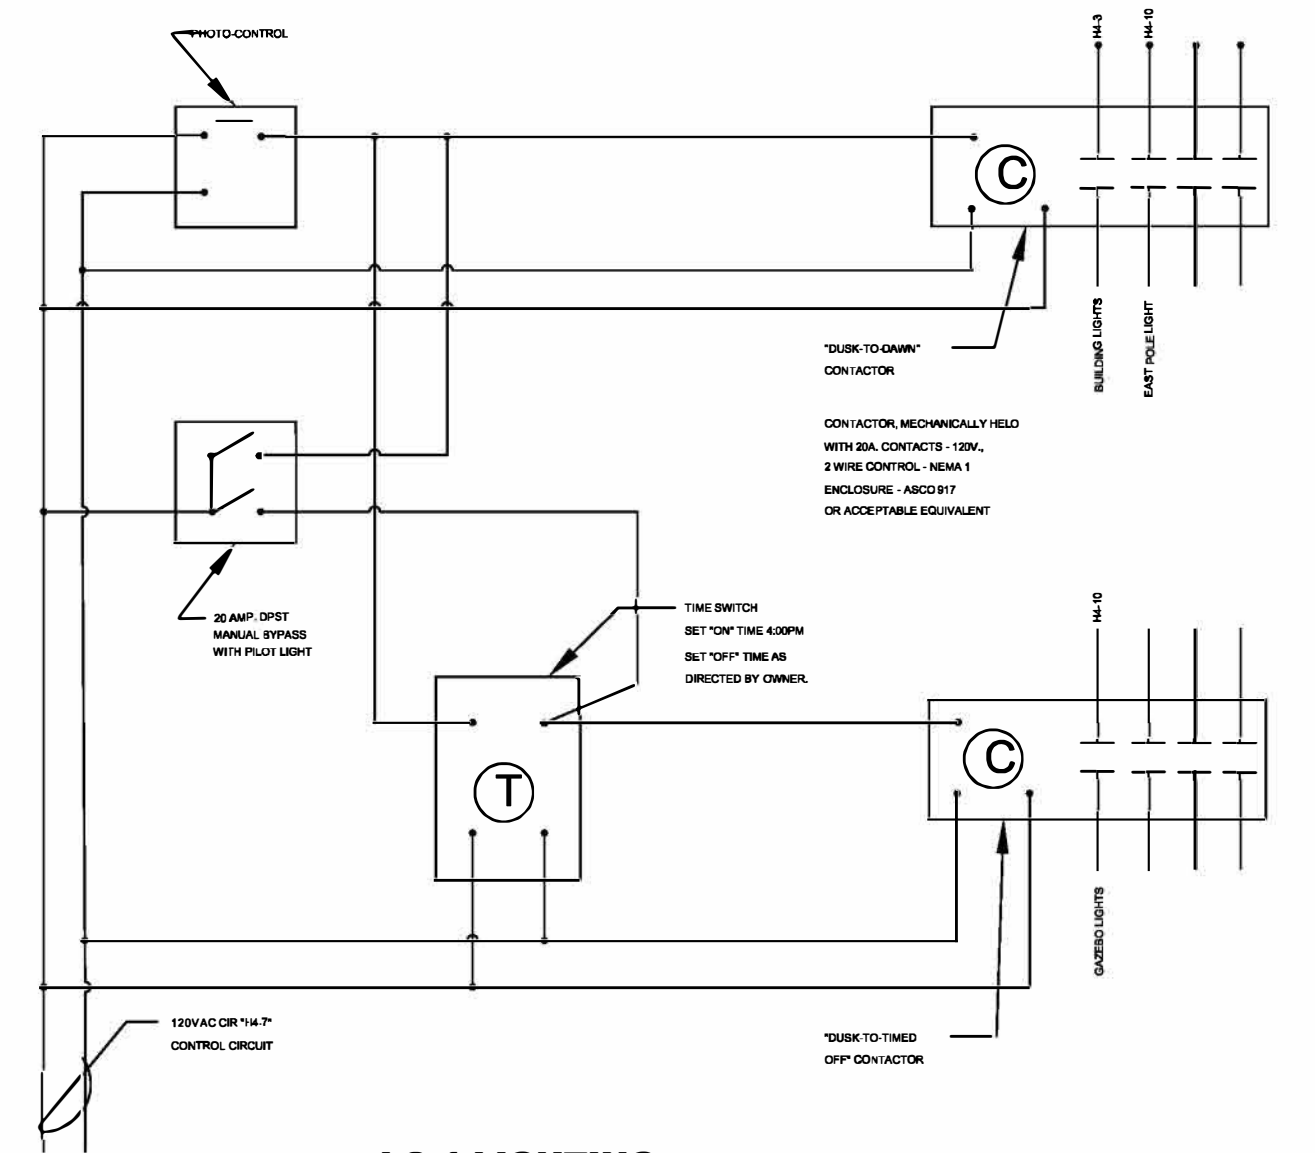 PHOTO-CONTROL
H4-3
H4-10
C
BUILDING LIGHTS
EAST POLE LIGHT
"DUSK-TO-DAWN"
CONTACTOR
CONTACTOR, MECHANICALLY HELO
WITH 20A. CONTACTS - 120V.,
2 WIRE CONTROL - NEMA 1
ENCLOSURE - ASCO 917
OR ACCEPTABLE EQUIVALENT
20 AMP. DPST
MANUAL BYPASS
WITH PILOT LIGHT
TIME SWITCH
SET "ON" TIME 4:00PM
SET "OFF" TIME AS
DIRECTED BY OWNER.
H4-10
T
C
GAZEBO LIGHTS
120VAC CIR "H4-7"
CONTROL CIRCUIT
"DUSK-TO-TIMED
OFF" CONTACTOR